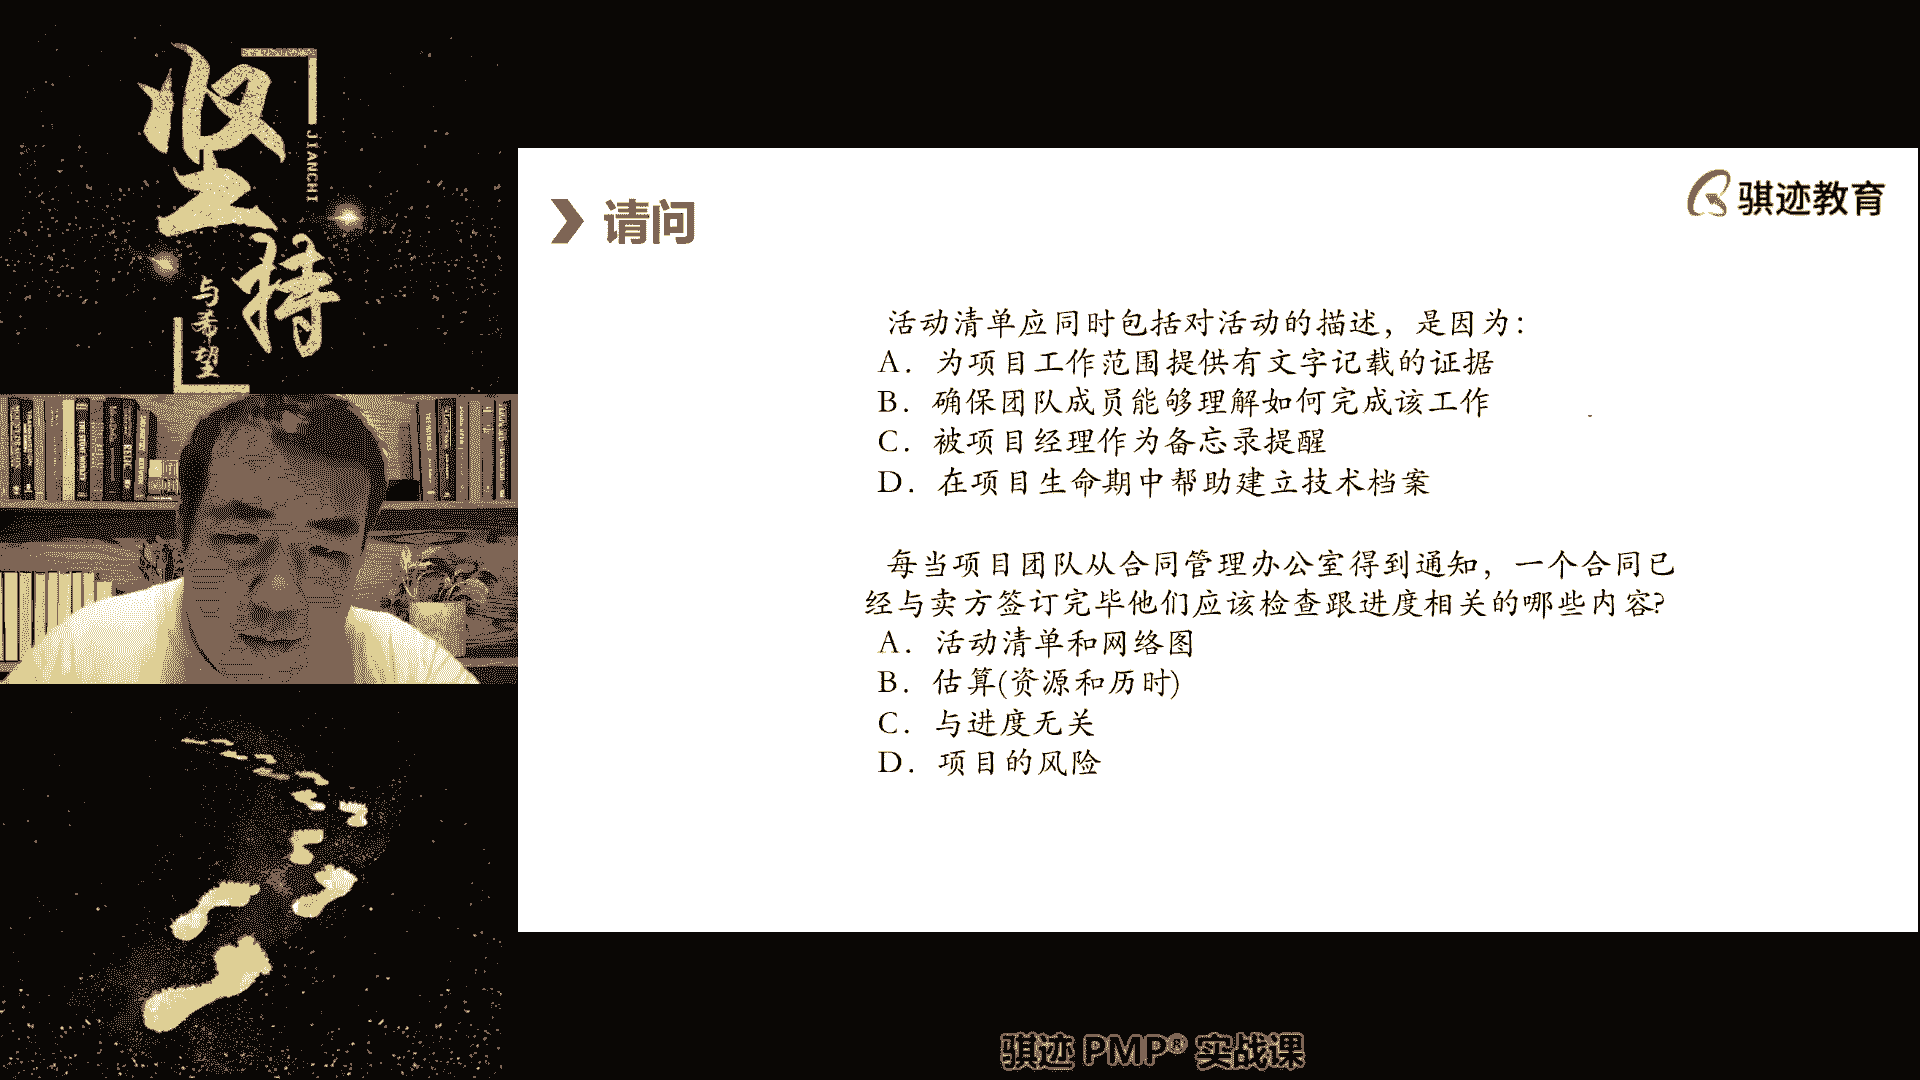 坚持
JIANCHI
与希望
骐迹教育
请问
活动清单应同时包括对活动的描述，是因为：
A．为项目工作范围提供有文字记载的证据
B．确保团队成员能够理解如何完成该工作
C．被项目经理作为备忘录提醒
D．在项目生命期中帮助建立技术档案
每当项目团队从合同管理办公室得到通知，一个合同已
经与卖方签订完毕他们应该检查跟进度相关的哪些内容?
A．活动清单和网络图
B．估算(资源和历时)
C．与进度无关
D．项目的风险
骐迹 PMP® 实战课